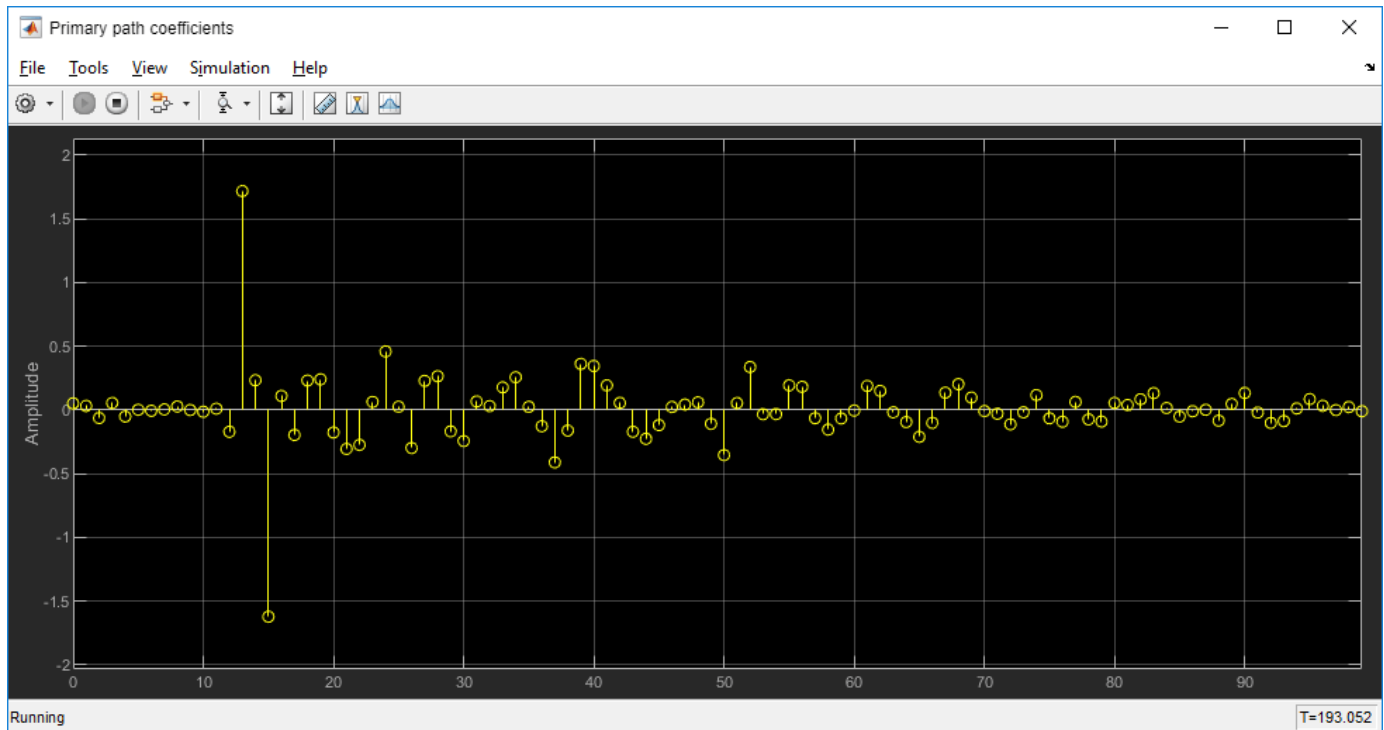 Primary path coefficients
File Tools View Simulation Help
2
1.5
1
0.5
0
-0.5
-1
-1.5
-2
Amplitude
0 10 20 30 40 50 60 70 80 90
Running T=193.052